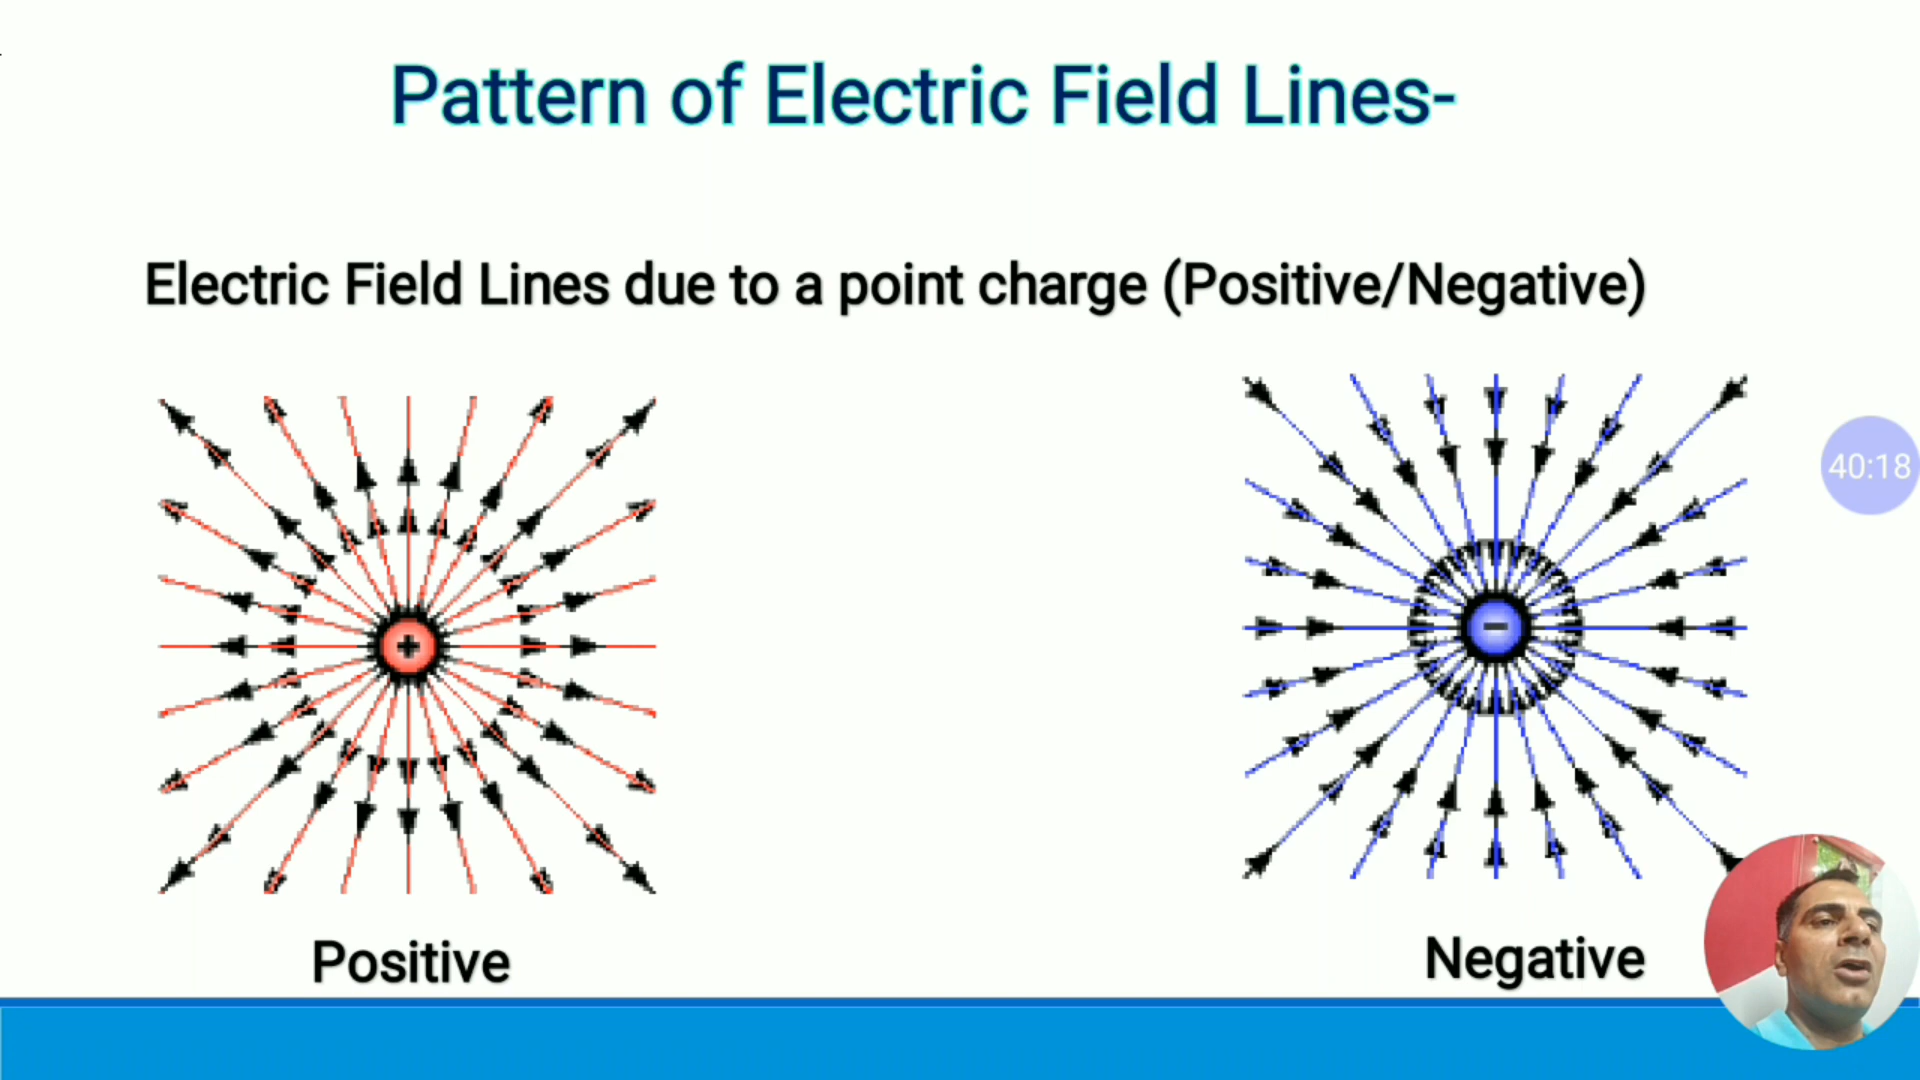 Pattern of Electric Field Lines-
Electric Field Lines due to a point charge (Positive/Negative)
+
-
40:18
Positive
Negative